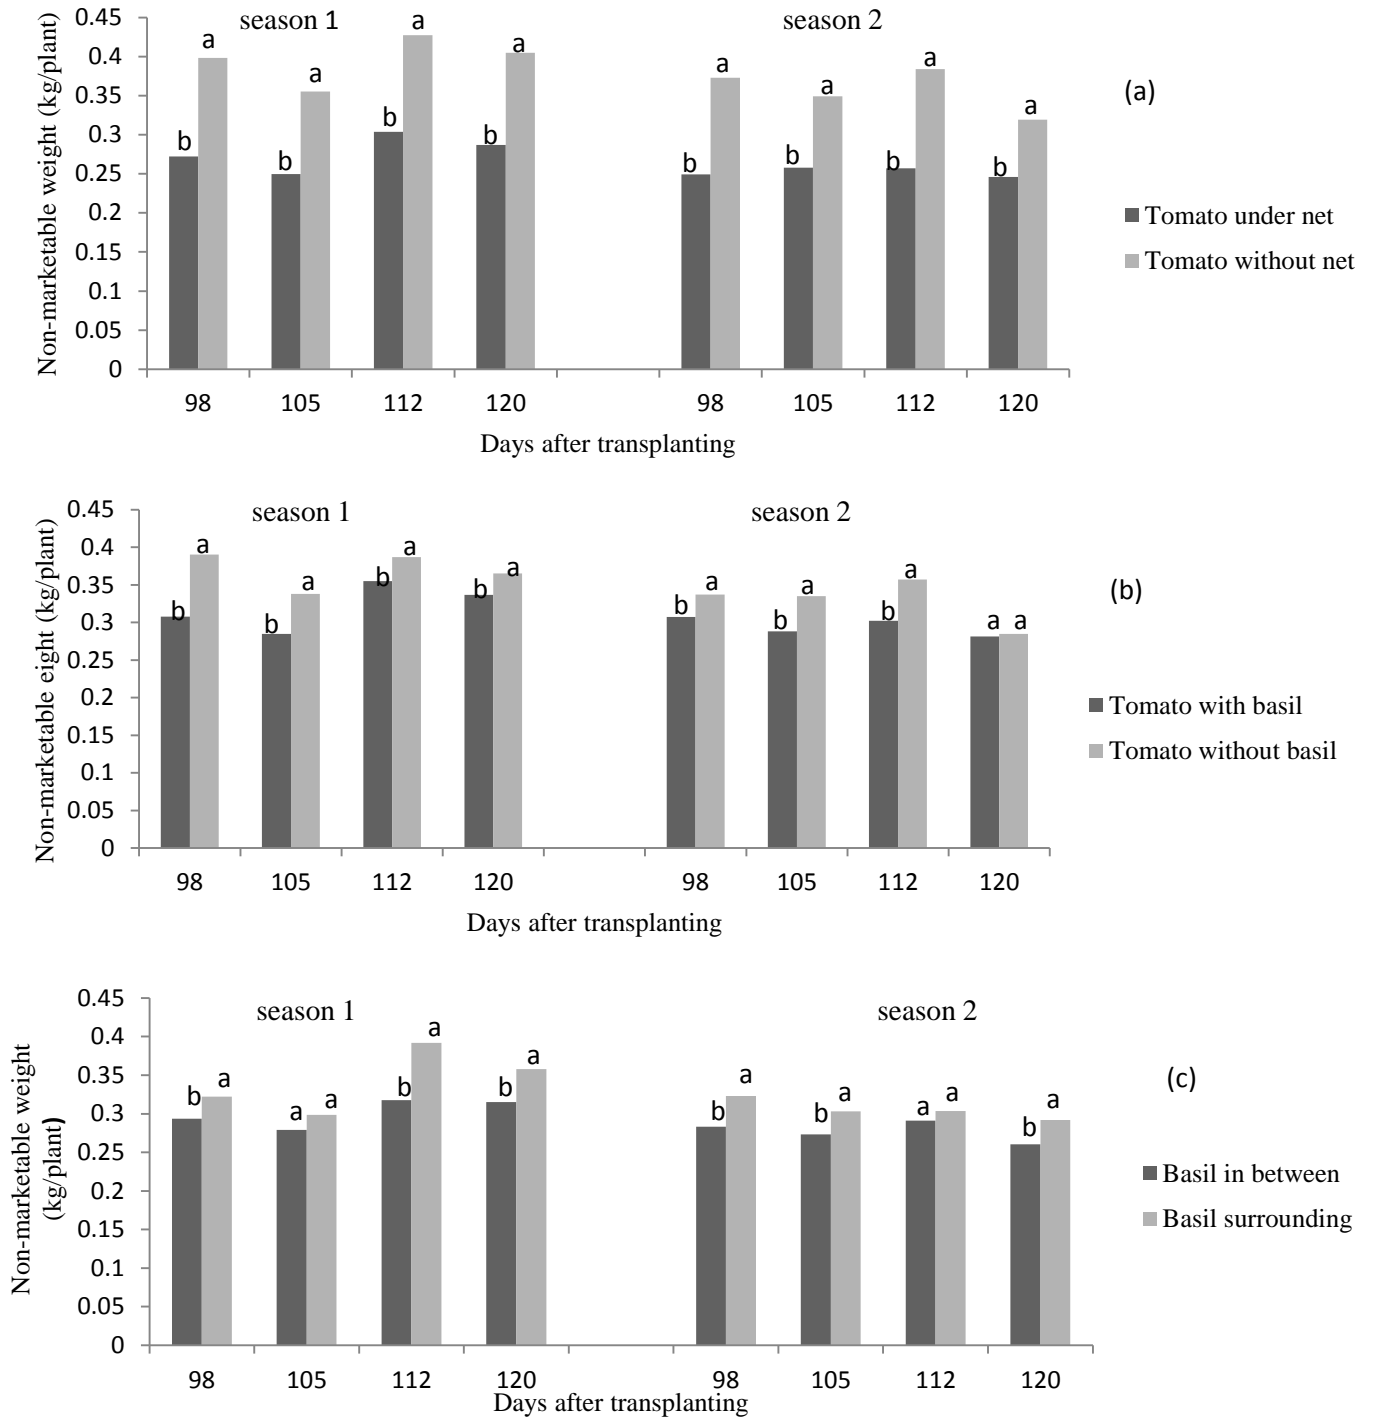 season 1
season 2
Non-marketable weight (kg/plant)
0.45
0.4
0.35
0.3
0.25
0.2
0.15
0.1
0.05
0
b a b a b a b a b a b a b a b a
98 105 112 120 98 105 112 120
Days after transplanting
(a)
Tomato under net
Tomato without net
season 1
season 2
Non-marketable eight (kg/plant)
0.45
0.4
0.35
0.3
0.25
0.2
0.15
0.1
0.05
0
b a b a b a b a b a b a b a a a
98 105 112 120 98 105 112 120
Days after transplanting
(b)
Tomato with basil
Tomato without basil
season 1
season 2
Non-marketable weight
(kg/plant)
0.45
0.4
0.35
0.3
0.25
0.2
0.15
0.1
0.05
0
b a a a b a b a b a b a a a b a
98 105 112 120 98 105 112 120
Days after transplanting
(c)
Basil in between
Basil surrounding